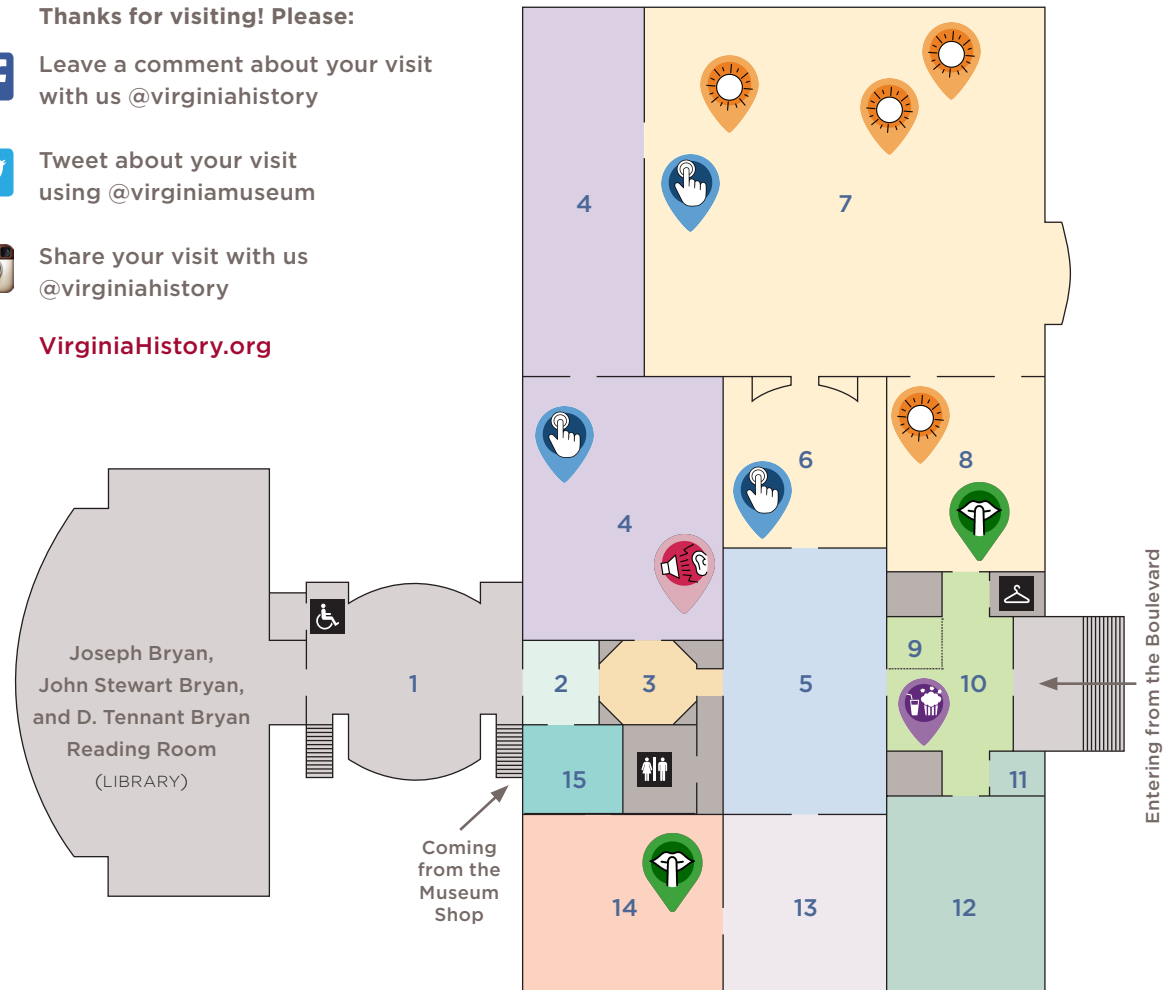 Thanks for visiting! Please:
Leave a comment about your visit
with us @virginiahistory
Tweet about your visit
using @virginiamuseum
Share your visit with us
@virginiahistory
VirginiaHistory.org
4
7
6
8
4
Joseph Bryan,
John Stewart Bryan,
and D. Tennant Bryan
Reading Room
(LIBRARY)
1
2
3
5
9
10
Entering from the Boulevard
15
11
Coming
from the
Museum
Shop
14
13
12